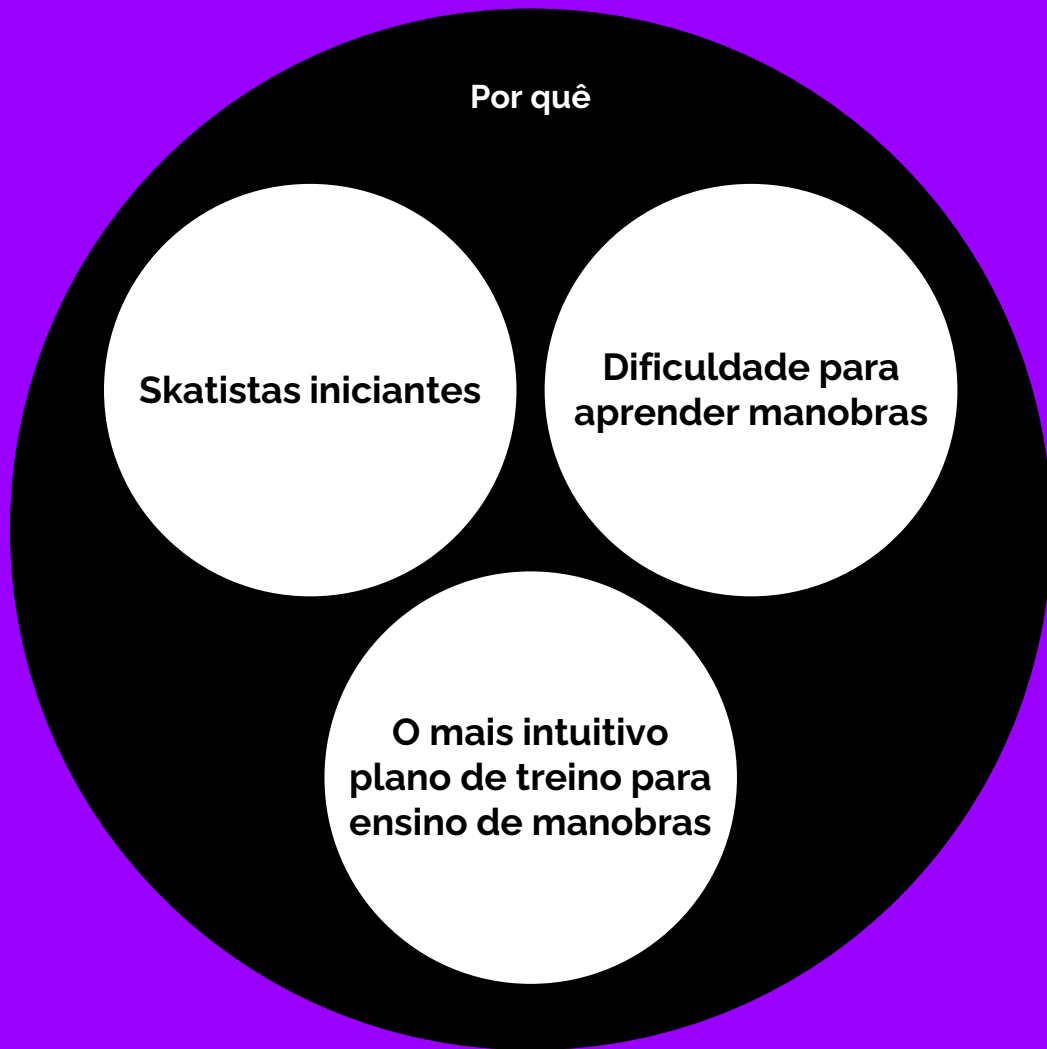 Por quê
Skatistas iniciantes
Dificuldade para
aprender manobras
O mais intuitivo
plano de treino para
ensino de manobras